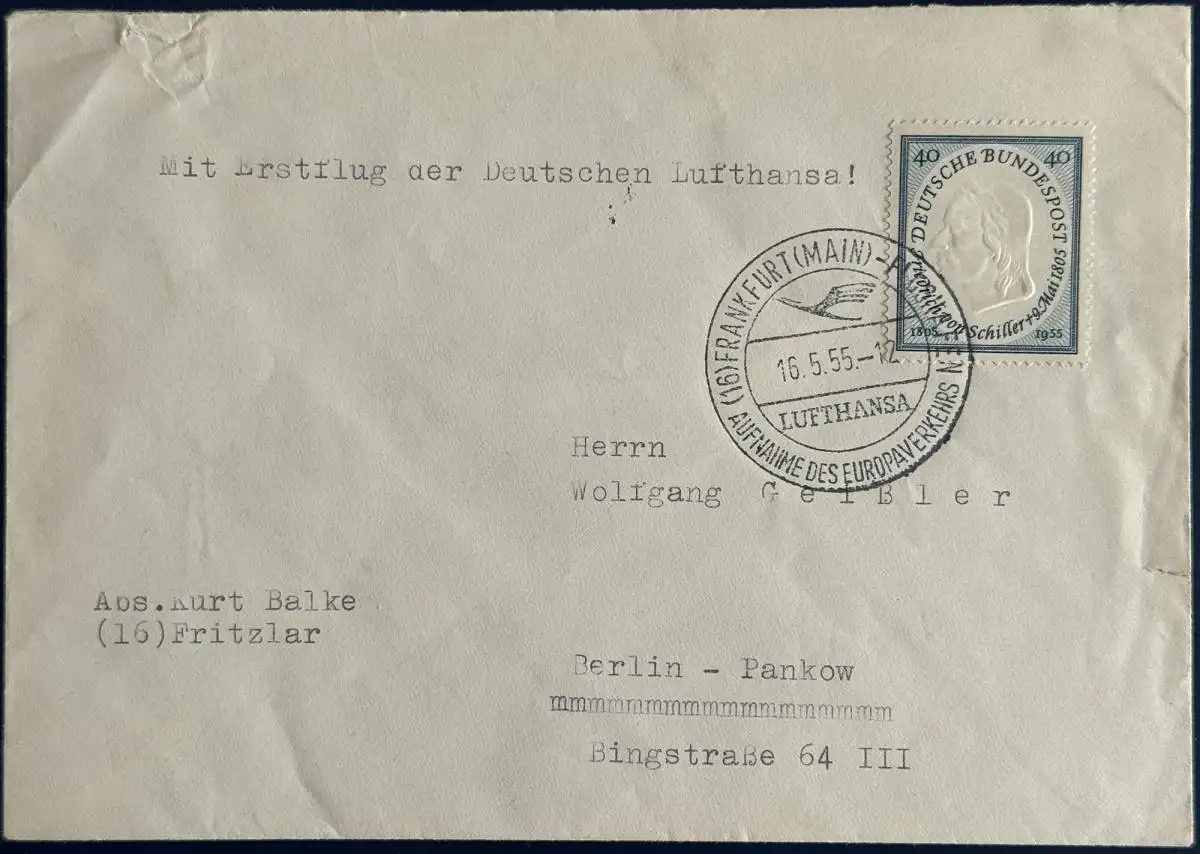 Mit Erstflug der Deutschen Lufthansa!
40 40
DEUTSCHE BUNDESPOST
Friedrich von Schiller + 9. Mai 1805
1805 1955
(16) FRANKFURT (MAIN) -
16.5.55.-12
LUFTHANSA
AUFNAHME DES EUROPAVERKEHRS
Herrn
Wolfgang Geißler
Abs. Kurt Balke
(16) Fritzlar
Berlin - Pankow
mmmmmmmmmmmmmmmmmmm
Bingstraße 64 III